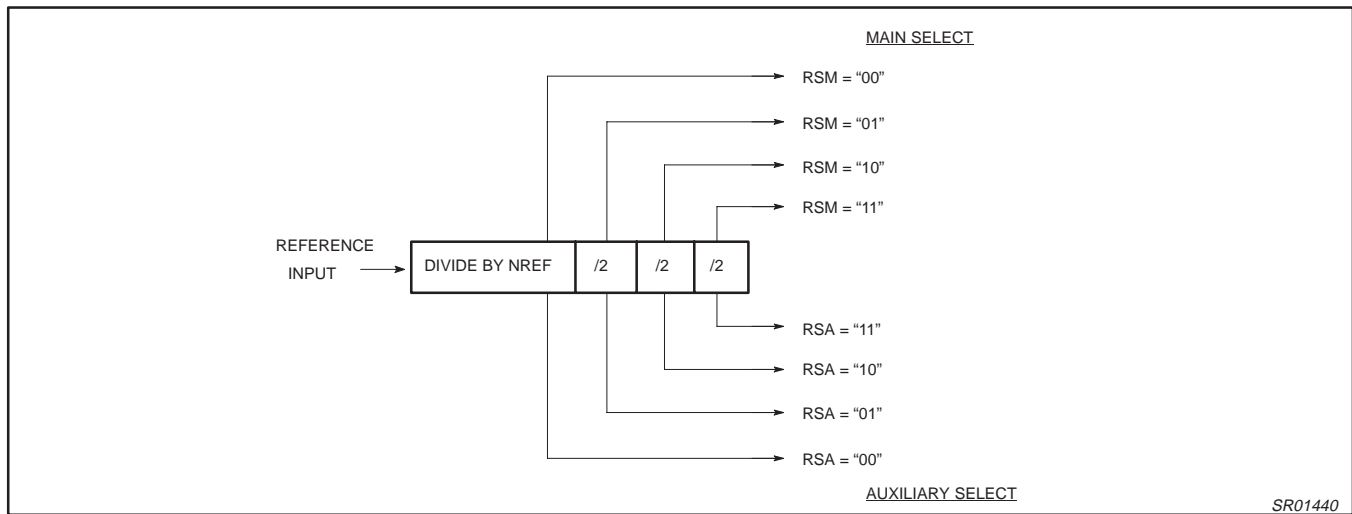 MAIN SELECT
RSM = “00”
RSM = “01”
RSM = “10”
RSM = “11”
REFERENCE
INPUT
DIVIDE BY NREF /2 /2 /2
RSA = “11”
RSA = “10”
RSA = “01”
RSA = “00”
AUXILIARY SELECT
SR01440